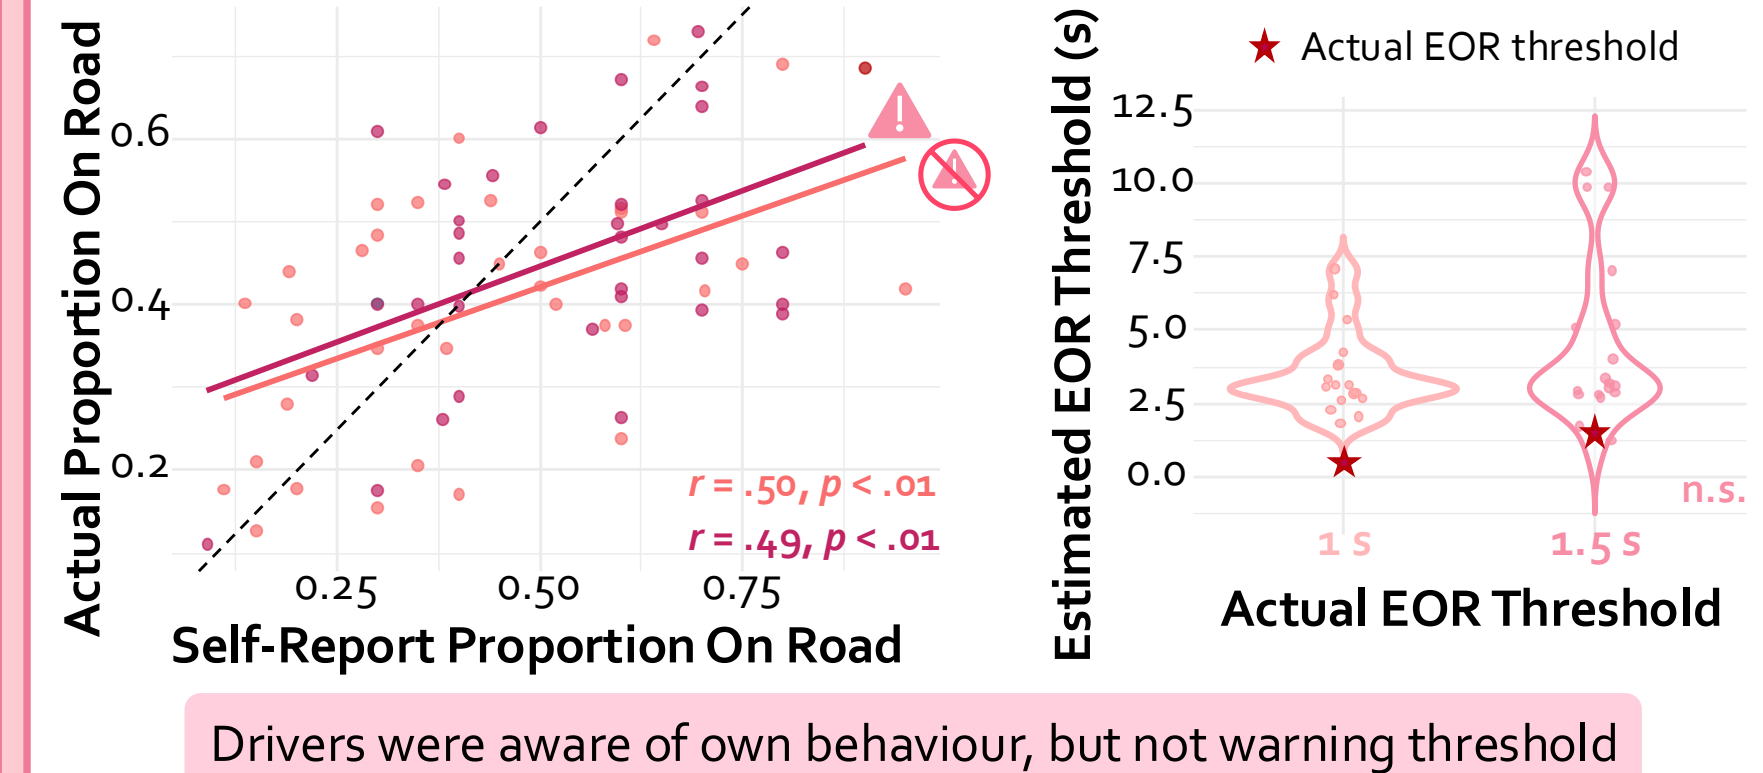 Actual Proportion On Road
0.6
0.4
0.2
r = .50, p < .01
r = .49, p < .01
0.25 0.50 0.75
Self-Report Proportion On Road
Estimated EOR Threshold (s)
Actual EOR threshold
12.5
10.0
7.5
5.0
2.5
0.0
n.s.
1 s 1.5 s
Actual EOR Threshold
Drivers were aware of own behaviour, but not warning threshold